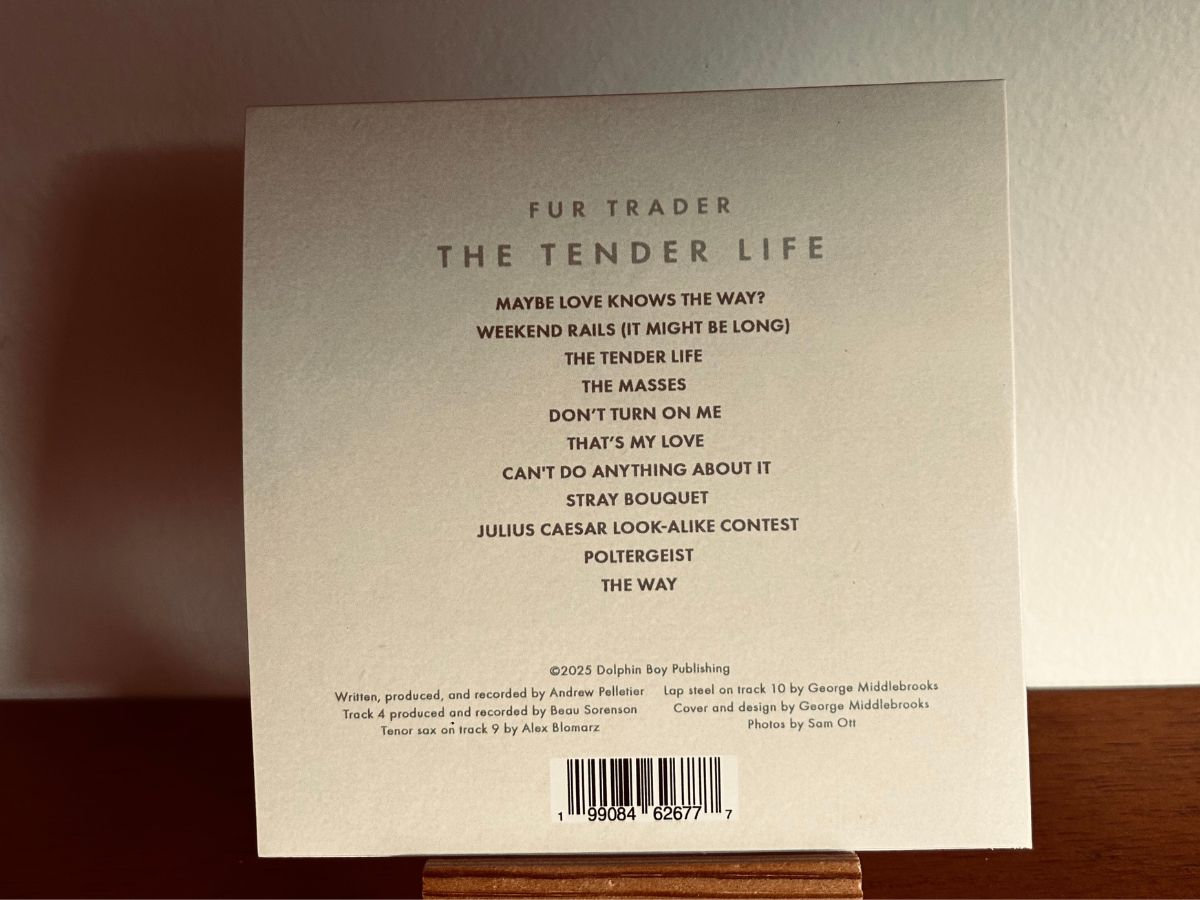 FUR TRADER
THE TENDER LIFE
MAYBE LOVE KNOWS THE WAY?
WEEKEND RAILS (IT MIGHT BE LONG)
THE TENDER LIFE
THE MASSES
DON'T TURN ON ME
THAT'S MY LOVE
CAN'T DO ANYTHING ABOUT IT
STRAY BOUQUET
JULIUS CAESAR LOOK-ALIKE CONTEST
POLTERGEIST
THE WAY
©2025 Dolphin Boy Publishing
Written, produced, and recorded by Andrew Pelletier
Track 4 produced and recorded by Beau Sorenson
Tenor sax on track 9 by Alex Blomarz
Lap steel on track 10 by George Middlebrooks
Cover and design by George Middlebrooks
Photos by Sam Ott
1 99084 62677 7